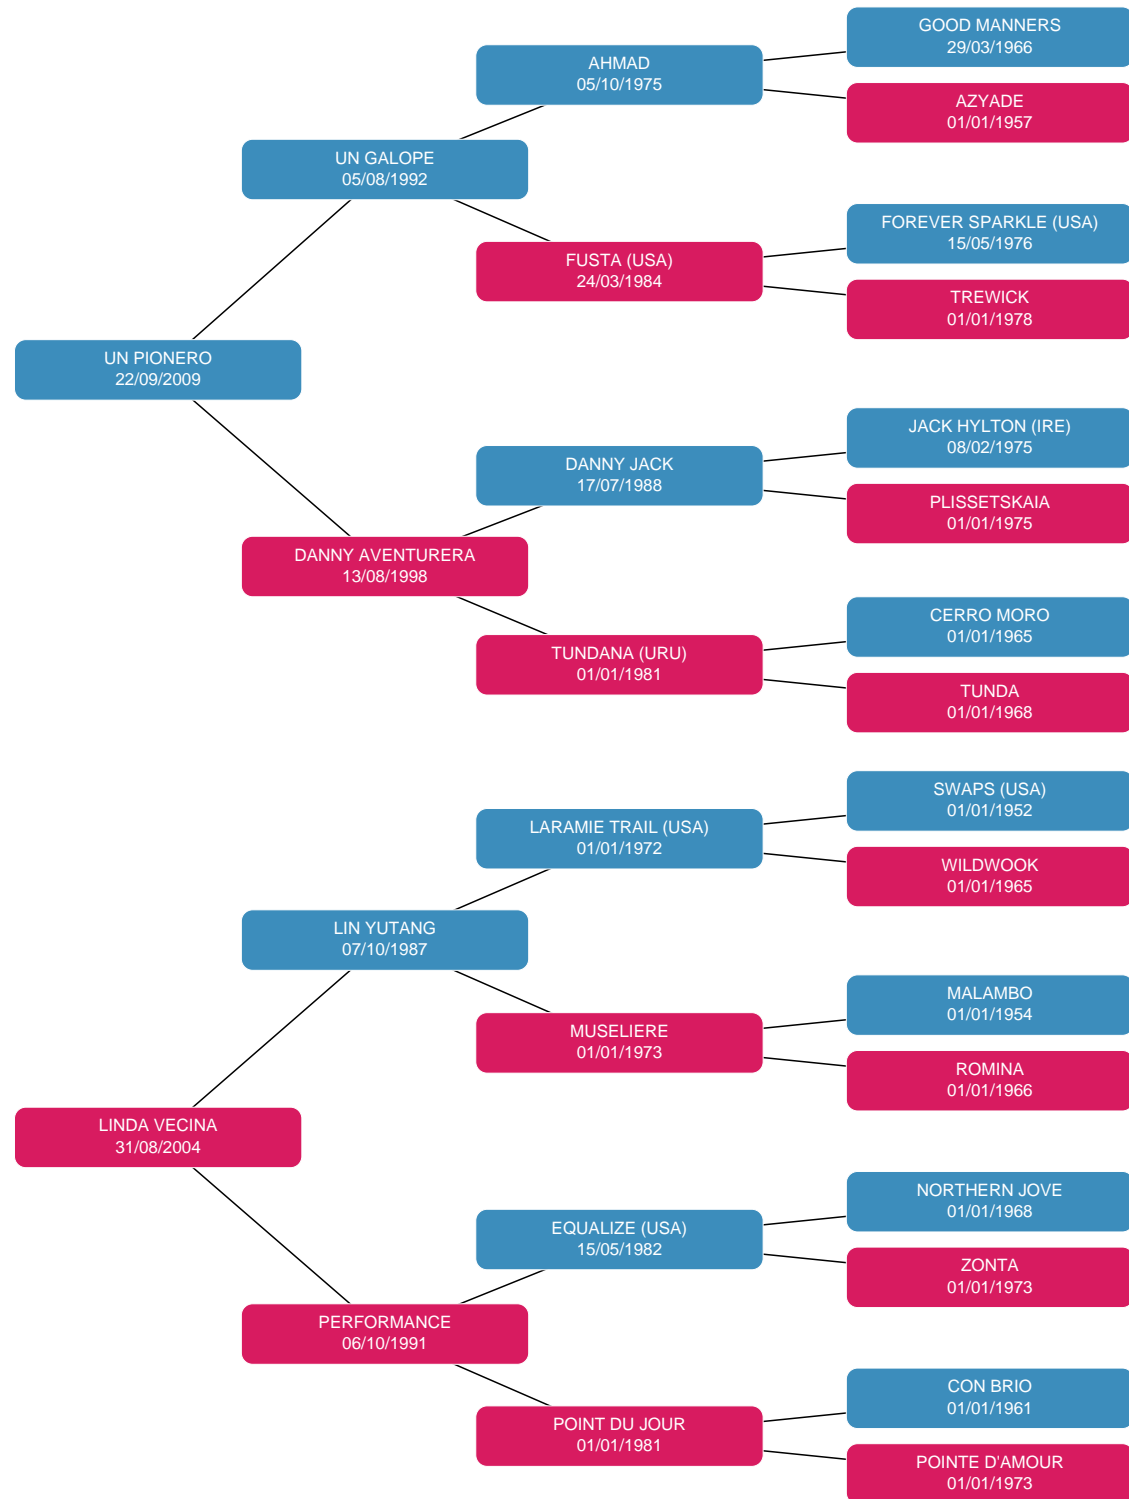 GOOD MANNERS
29/03/1966
AHMAD
05/10/1975
AZYADE
01/01/1957
UN GALOPE
05/08/1992
FOREVER SPARKLE (USA)
15/05/1976
FUSTA (USA)
24/03/1984
TREWICK
01/01/1978
UN PIONERO
22/09/2009
JACK HYLTON (IRE)
08/02/1975
DANNY JACK
17/07/1988
PLISSETSKAIA
01/01/1975
DANNY AVENTURERA
13/08/1998
CERRO MORO
01/01/1965
TUNDANA (URU)
01/01/1981
TUNDA
01/01/1968
SWAPS (USA)
01/01/1952
LARAMIE TRAIL (USA)
01/01/1972
WILDWOOK
01/01/1965
LIN YUTANG
07/10/1987
MALAMBO
01/01/1954
MUSELIERE
01/01/1973
ROMINA
01/01/1966
LINDA VECINA
31/08/2004
NORTHERN JOVE
01/01/1968
EQUALIZE (USA)
15/05/1982
ZONTA
01/01/1973
PERFORMANCE
06/10/1991
CON BRIO
01/01/1961
POINT DU JOUR
01/01/1981
POINTE D'AMOUR
01/01/1973